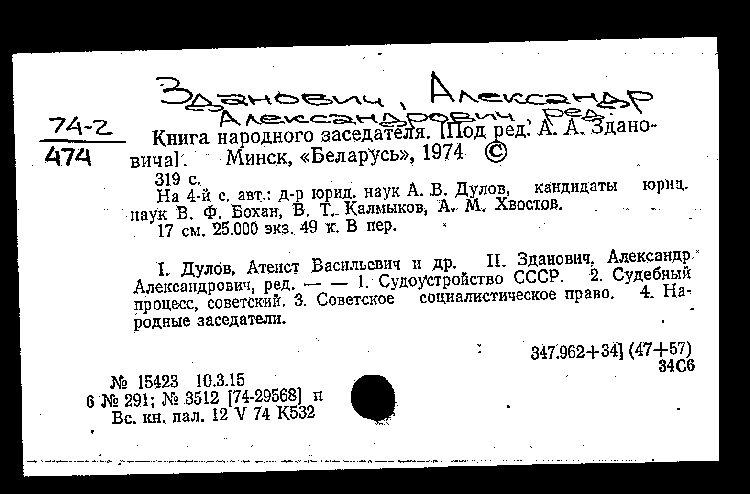 Зданович, Александр
Александрович, ред.
74-2
474
Книга народного заседателя. [Под ред. А. А. Здано-
вича]. Минск, «Беларусь», 1974 ©
319 с.
На 4-й с. авт.: д-р юрид. наук А. В. Дулов, кандидаты юрид.
наук В. Ф. Бохан, В. Т. Калмыков, А. М. Хвостов.
17 см. 25.000 экз. 49 к. В пер.
I. Дулов, Атеист Васильевич и др. II. Зданович, Александр
Александрович, ред. — — 1. Судоустройство СССР. 2. Судебный
процесс, советский. 3. Советское социалистическое право. 4. На-
родные заседатели.
347.962+34] (47+57)
34С6
№ 15423 10.3.15
6 № 291; № 3512 [74-29568] п
Вс. кн. пал. 12 V 74 К532